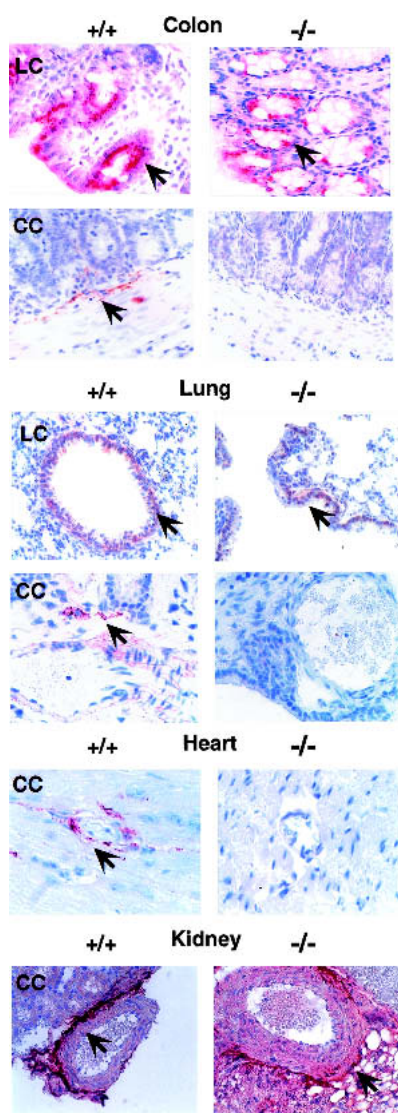 +/+ Colon -/-
LC
CC
+/+ Lung -/-
LC
CC
+/+ Heart -/-
CC
+/+ Kidney -/-
CC